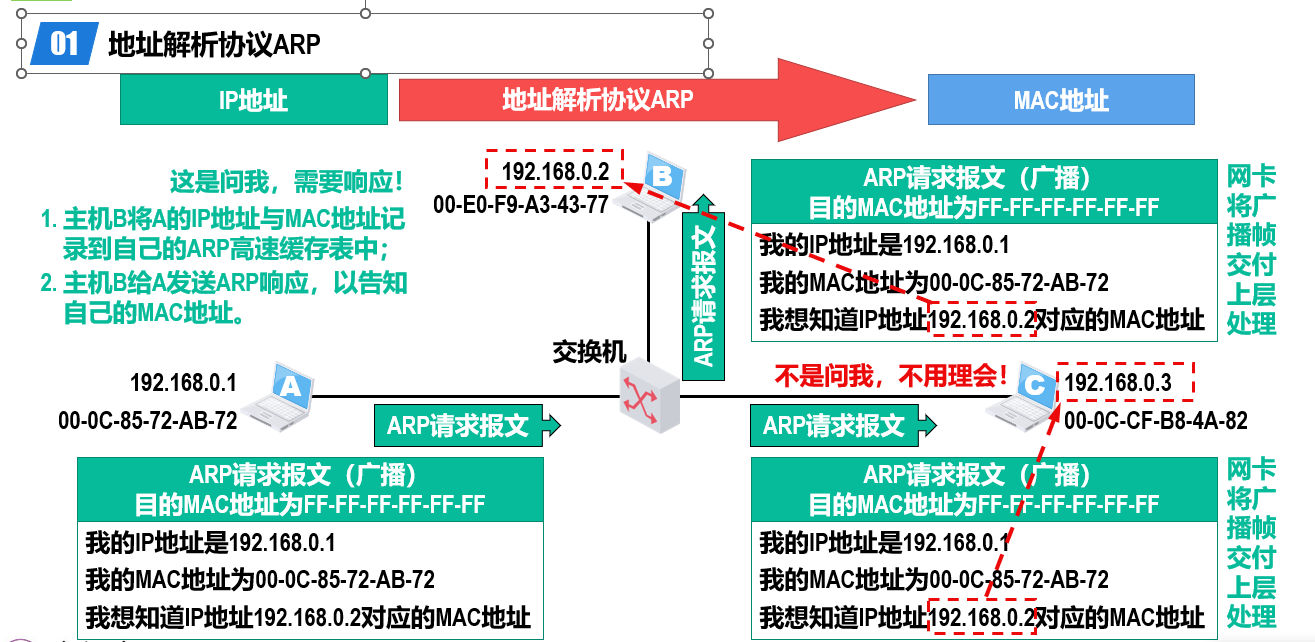 01 地址解析协议ARP
IP地址
地址解析协议ARP
MAC地址
这是问我，需要响应！
1. 主机B将A的IP地址与MAC地址记
录到自己的ARP高速缓存表中；
2. 主机B给A发送ARP响应，以告知
自己的MAC地址。
192.168.0.2
00-E0-F9-A3-43-77
B
ARP请求报文
ARP请求报文（广播）
目的MAC地址为FF-FF-FF-FF-FF-FF
我的IP地址是192.168.0.1
我的MAC地址为00-0C-85-72-AB-72
我想知道IP地址192.168.0.2对应的MAC地址
网卡
将广
播帧
交付
上层
处理
交换机
192.168.0.1
00-0C-85-72-AB-72
A
ARP请求报文
不是问我，不用理会！
ARP请求报文
C
192.168.0.3
00-0C-CF-B8-4A-82
ARP请求报文（广播）
目的MAC地址为FF-FF-FF-FF-FF-FF
我的IP地址是192.168.0.1
我的MAC地址为00-0C-85-72-AB-72
我想知道IP地址192.168.0.2对应的MAC地址
ARP请求报文（广播）
目的MAC地址为FF-FF-FF-FF-FF-FF
我的IP地址是192.168.0.1
我的MAC地址为00-0C-85-72-AB-72
我想知道IP地址192.168.0.2对应的MAC地址
网卡
将广
播帧
交付
上层
处理